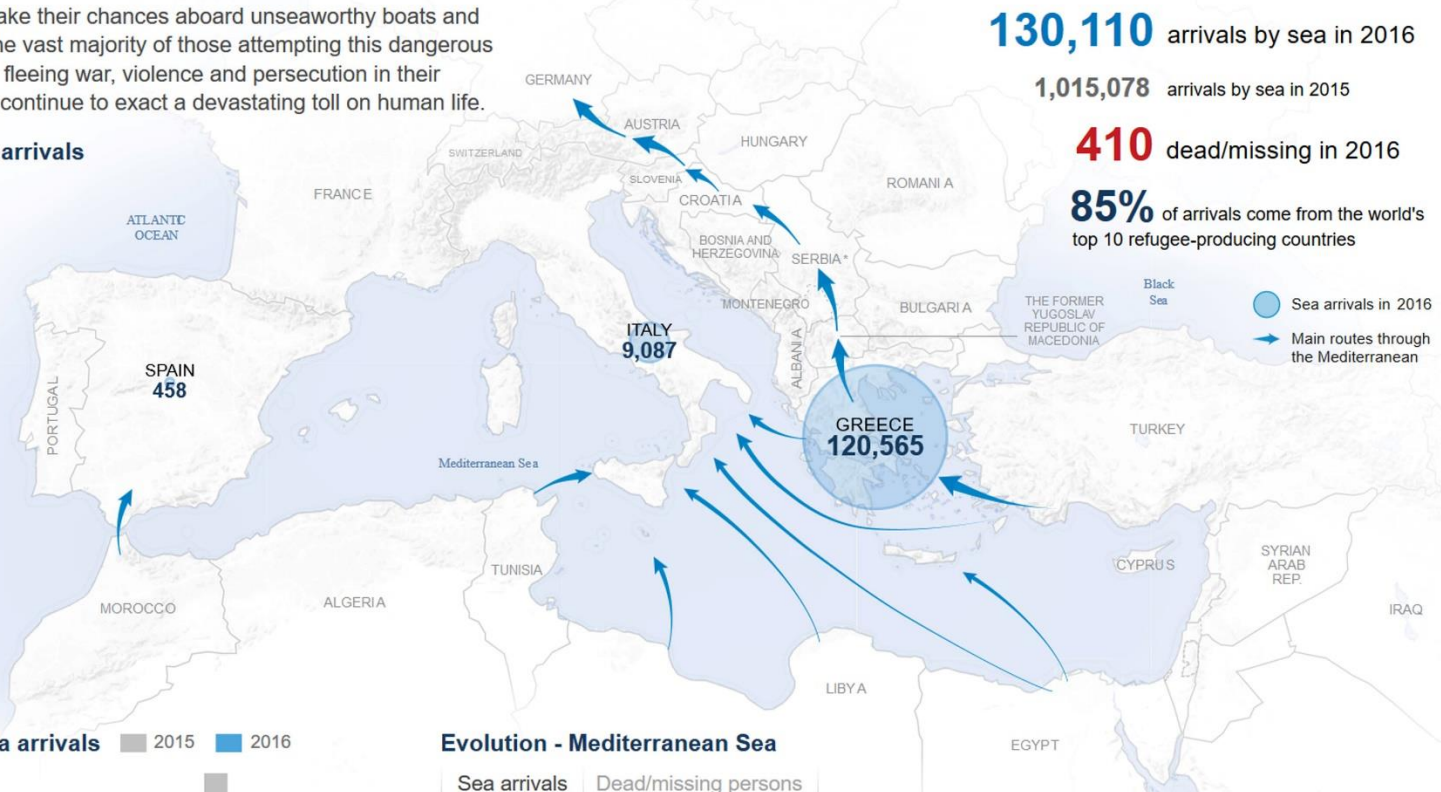 ake their chances aboard unseaworthy boats and
he vast majority of those attempting this dangerous
fleeing war, violence and persecution in their
continue to exact a devastating toll on human life.
arrivals
130,110 arrivals by sea in 2016
1,015,078 arrivals by sea in 2015
410 dead/missing in 2016
85% of arrivals come from the world's
top 10 refugee-producing countries
Sea arrivals in 2016
Main routes through
the Mediterranean
GERMANY
AUSTRIA
HUNGARY
SWITZERLAND
SLOVENIA
ROMANIA
FRANCE
CROATIA
ATLANTIC
OCEAN
BOSNIA AND
HERZEGOVINA
SERBIA*
Black
Sea
MONTENEGRO
BULGARIA
THE FORMER
YUGOSLAV
REPUBLIC OF
MACEDONIA
ITALY
9,087
ALBANIA
SPAIN
458
PORTUGAL
GREECE
120,565
TURKEY
Mediterranean Sea
TUNISIA
CYPRUS
SYRIAN
ARAB
REP.
MOROCCO
ALGERIA
IRAQ
LIBYA
EGYPT
a arrivals 2015 2016
Evolution - Mediterranean Sea
Sea arrivals Dead/missing persons